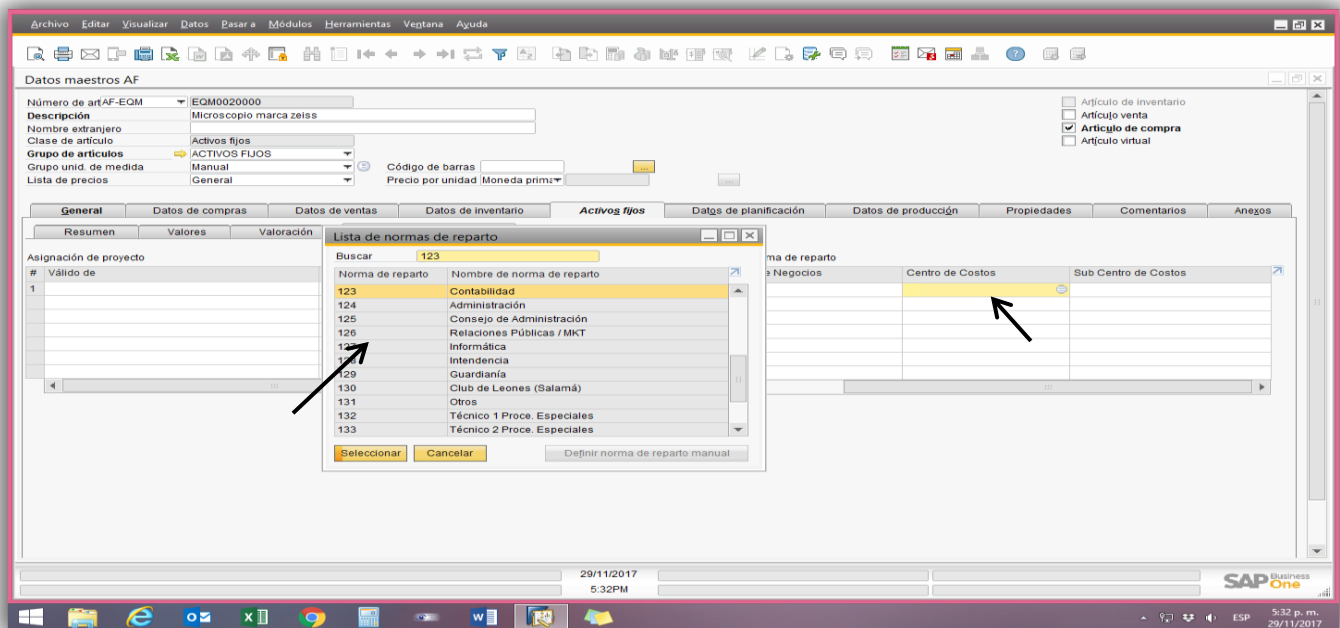 Archivo Editar Visualizar Datos Pasar a Módulos Herramientas Ventana Ayuda
Datos maestros AF
Número de art AF-EQM EQM0020000 Artículo de inventario
Descripción Microscopio marca zeiss Artículo venta
Nombre extranjero Artículo de compra
Clase de artículo Activos fijos Artículo virtual
Grupo de artículos ACTIVOS FIJOS
Grupo unid. de medida Manual Código de barras ...
Lista de precios General Precio por unidad Moneda prima ...
General Datos de compras Datos de ventas Datos de inventario Activos fijos Datos de planificación Datos de producción Propiedades Comentarios Anexos
Resumen Valores Valoración
Lista de normas de reparto
Asignación de proyecto Buscar 123 ma de reparto
# Válido de Norma de reparto Nombre de norma de reparto e Negocios Centro de Costos Sub Centro de Costos
1 123 Contabilidad
124 Administración
125 Consejo de Administración
126 Relaciones Públicas / MKT
127 Informática
128 Intendencia
129 Guardianía
130 Club de Leones (Salamá)
131 Otros
132 Técnico 1 Proce. Especiales
133 Técnico 2 Proce. Especiales
Seleccionar Cancelar Definir norma de reparto manual
29/11/2017
5:32PM
SAP Business One
ESP 5:32 p. m.
29/11/2017